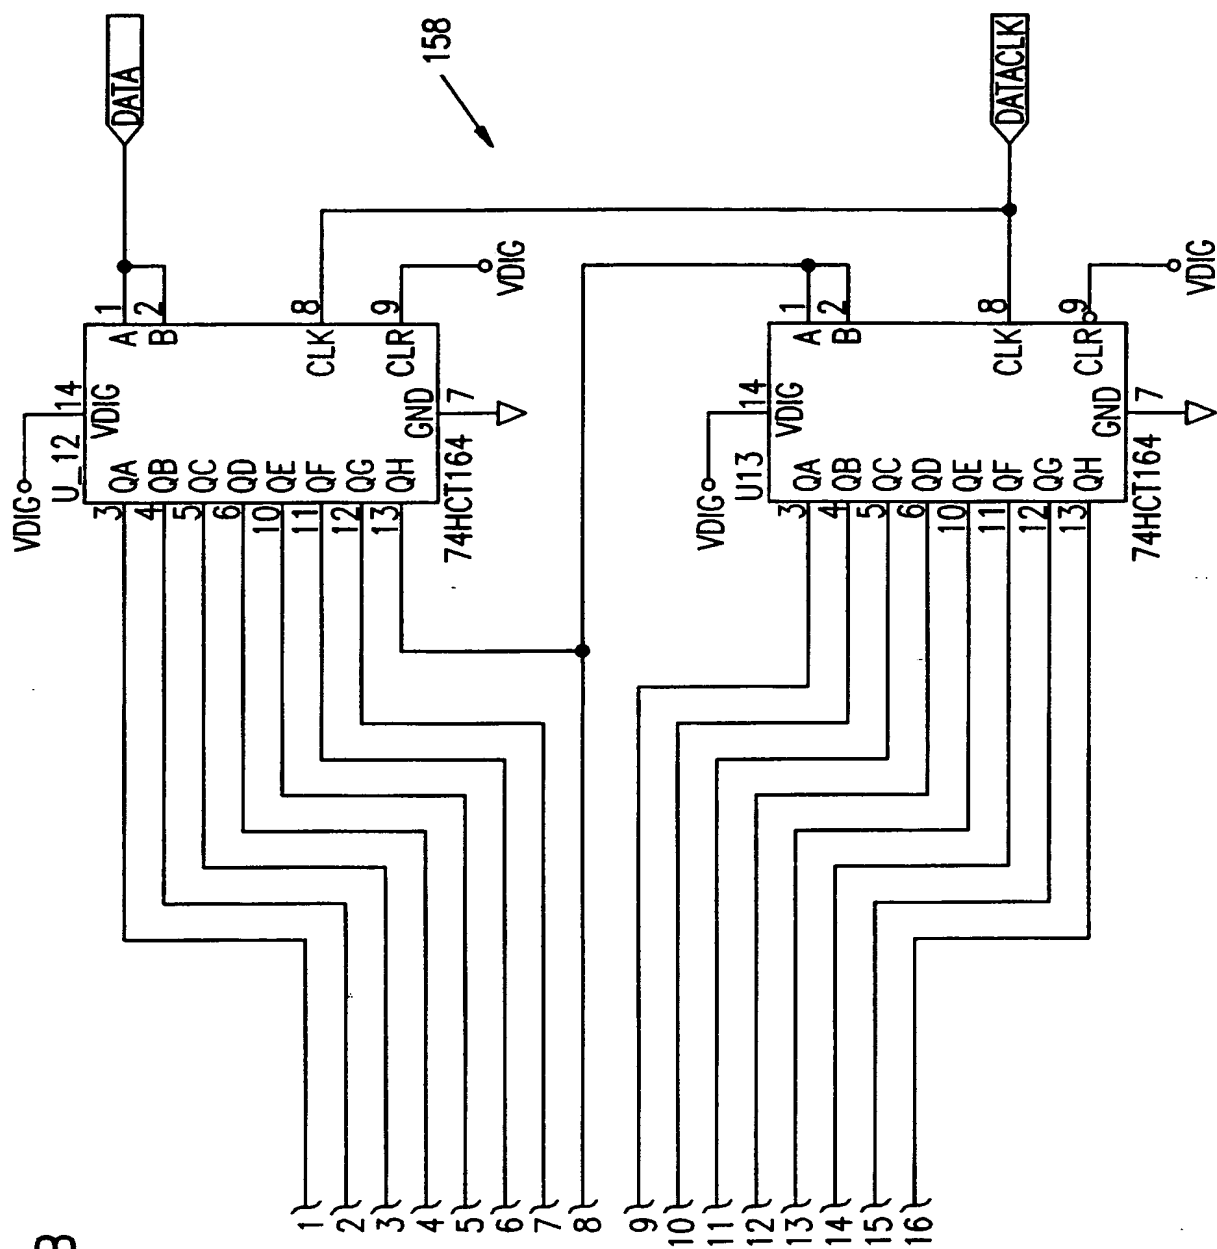 DATA
158
DATACLK
VDIG
U_12
14
VDIG
A 1
B 2
CLK 8
CLR 9
VDIG
GND 7
74HCT164
3 QA
4 QB
5 QC
6 QD
10 QE
11 QF
12 QG
13 QH
VDIG
U13
14
VDIG
A 1
B 2
CLK 8
CLR 9
VDIG
GND 7
74HCT164
3 QA
4 QB
5 QC
6 QD
10 QE
11 QF
12 QG
13 QH
1
2
3
4
5
6
7
8
9
10
11
12
13
14
15
16